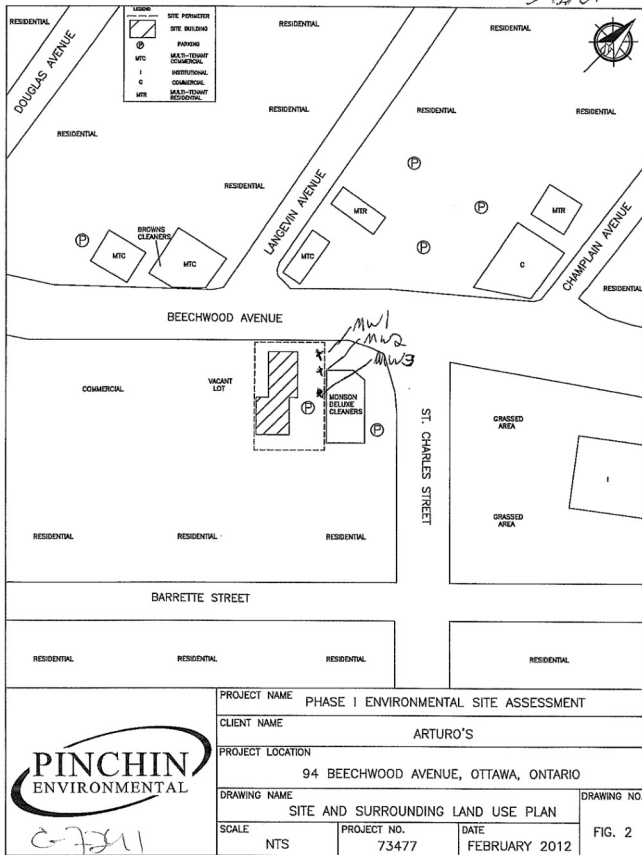 LEGEND
SITE PERIMETER
SITE BUILDING
P PARKING
MTC MULTI-TENANT COMMERCIAL
I INSTITUTIONAL
C COMMERCIAL
MTR MULTI-TENANT RESIDENTIAL
RESIDENTIAL
RESIDENTIAL
RESIDENTIAL
DOUGLAS AVENUE
RESIDENTIAL
RESIDENTIAL
RESIDENTIAL
RESIDENTIAL
RESIDENTIAL
LANGEVIN AVENUE
P
P
MTR
MTR
P
BROWNS
CLEANERS
P
MTC
MTC
MTC
C
CHAMPLAIN AVENUE
RESIDENTIAL
BEECHWOOD AVENUE
MW1
MW2
MW3
COMMERCIAL
VACANT
LOT
P
MONSON
DELUXE
CLEANERS
P
ST. CHARLES STREET
GRASSED
AREA
I
GRASSED
AREA
RESIDENTIAL
RESIDENTIAL
RESIDENTIAL
BARRETTE STREET
RESIDENTIAL
RESIDENTIAL
RESIDENTIAL
RESIDENTIAL
PINCHIN
ENVIRONMENTAL
PROJECT NAME PHASE I ENVIRONMENTAL SITE ASSESSMENT
CLIENT NAME
ARTURO'S
PROJECT LOCATION
94 BEECHWOOD AVENUE, OTTAWA, ONTARIO
DRAWING NAME
SITE AND SURROUNDING LAND USE PLAN
DRAWING NO.
FIG. 2
SCALE
NTS
PROJECT NO.
73477
DATE
FEBRUARY 2012